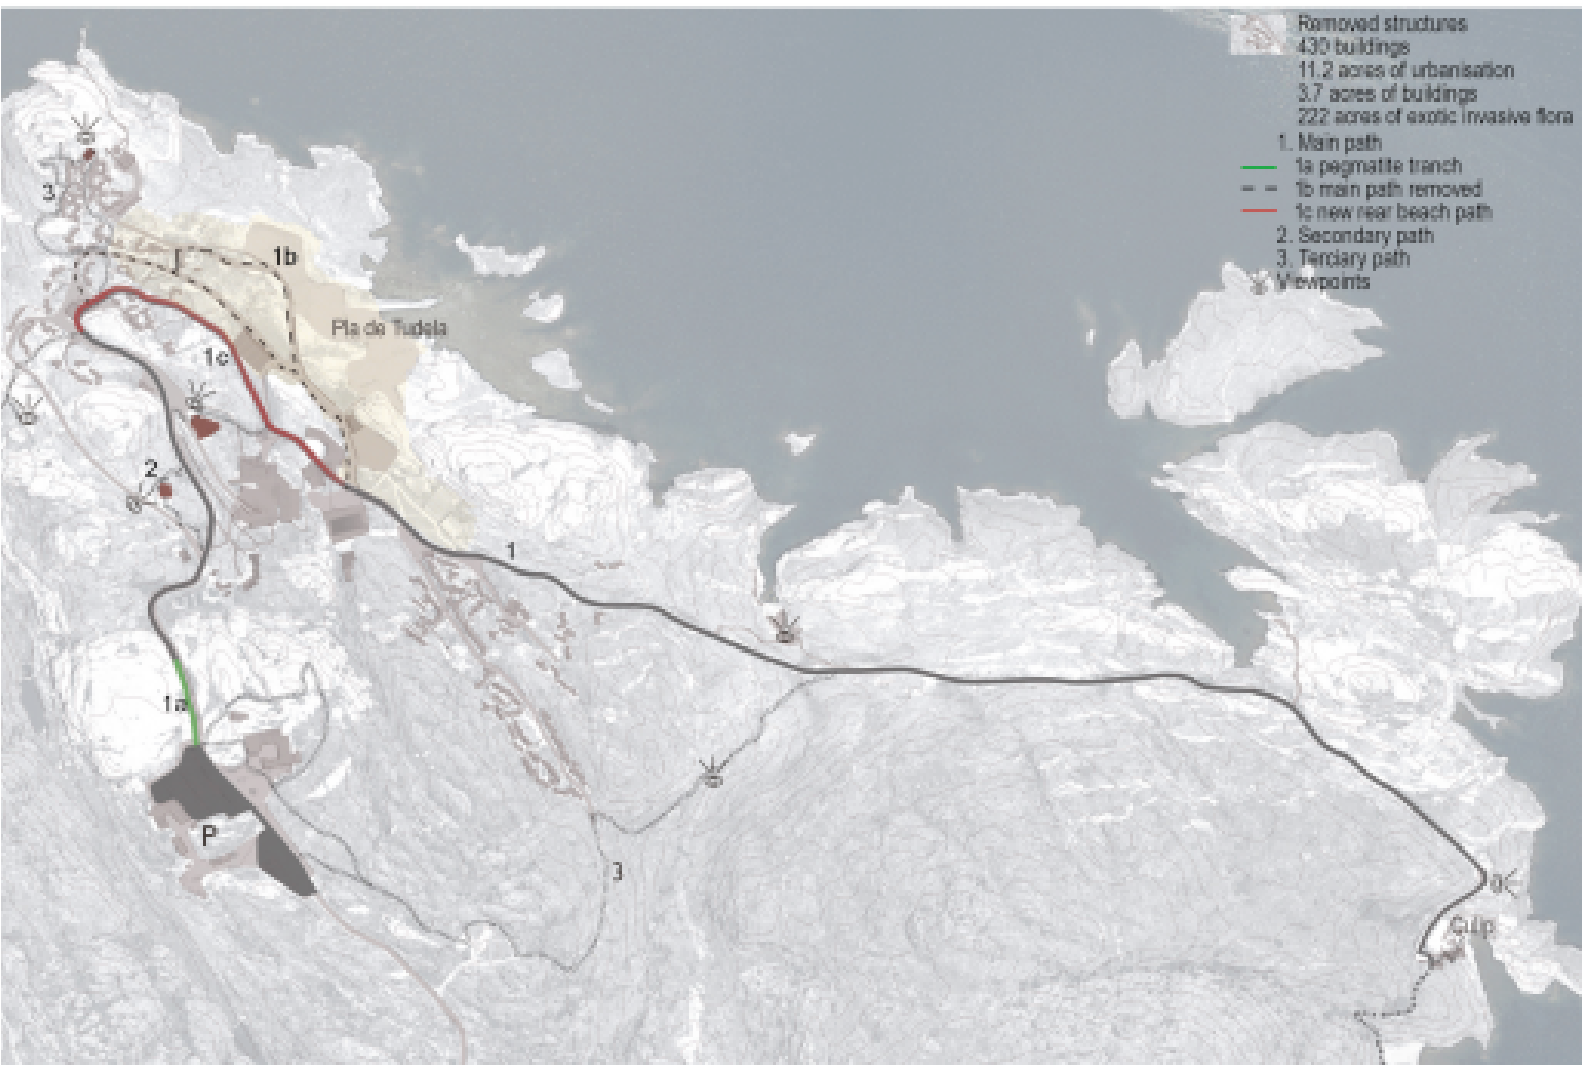 Removed structures
430 buildings
11.2 acres of urbanisation
3.7 acres of buildings
222 acres of exotic invasive flora
1. Main path
1a pegmatite trench
1b main path removed
1c new rear beach path
2. Secondary path
3. Terciary path
Viewpoints
3
1b
Pla de Tudela
1c
2
1
1a
P
3
Culip